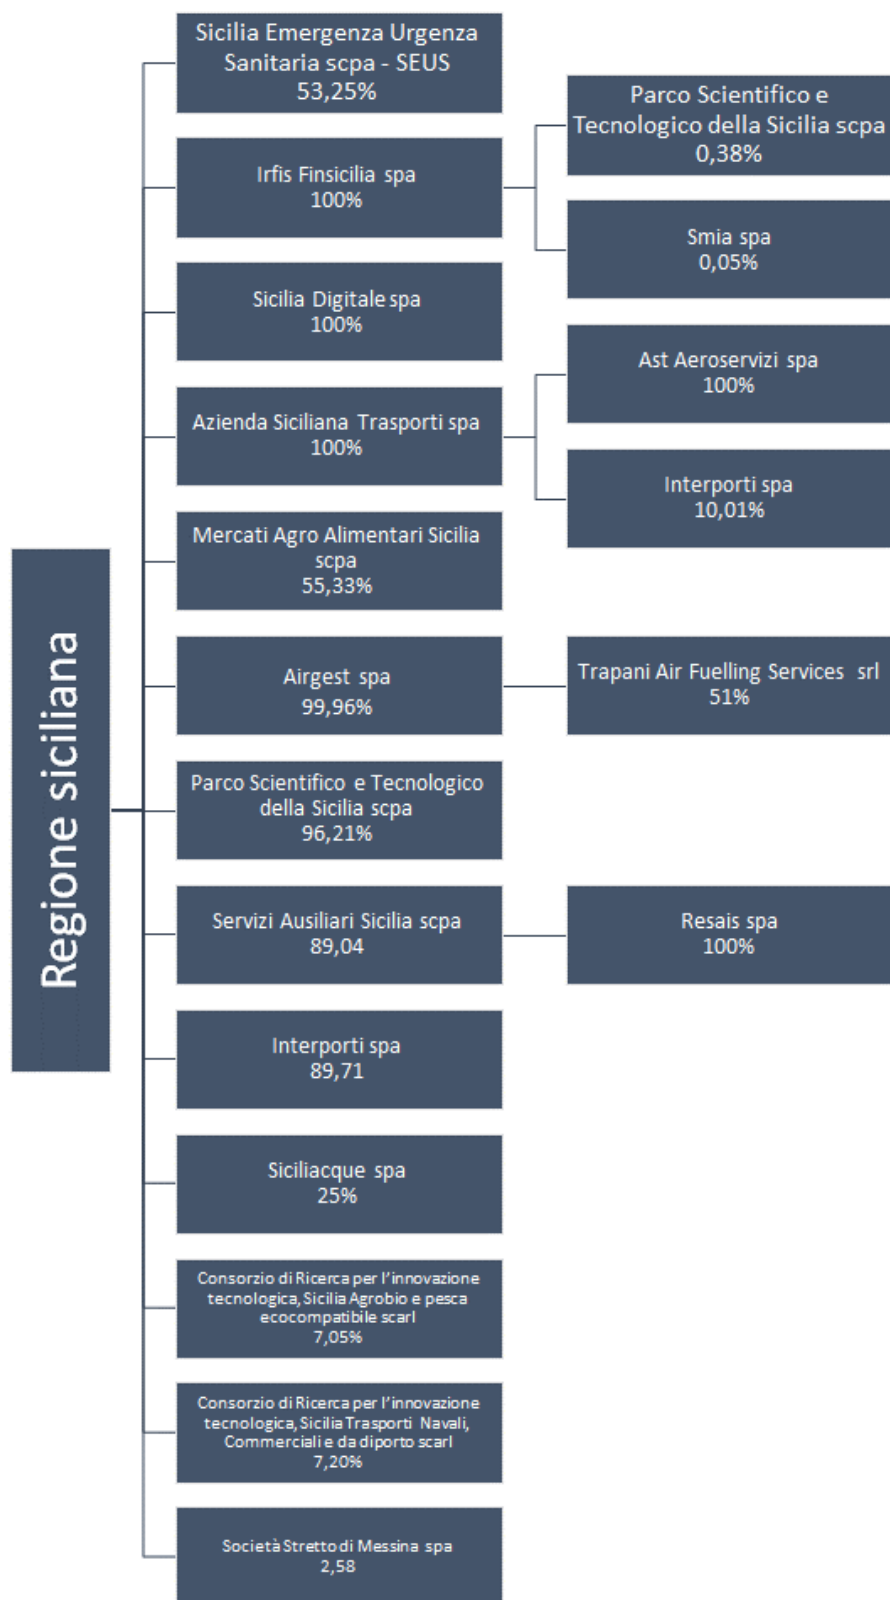 Regione siciliana
Sicilia Emergenza Urgenza
Sanitaria scpa - SEUS
53,25%
Irfis Finsicilia spa
100%
Parco Scientifico e
Tecnologico della Sicilia scpa
0,38%
Smia spa
0,05%
Sicilia Digitale spa
100%
Azienda Siciliana Trasporti spa
100%
Ast Aeroservizi spa
100%
Interporti spa
10,01%
Mercati Agro Alimentari Sicilia
scpa
55,33%
Airgest spa
99,96%
Trapani Air Fuelling Services srl
51%
Parco Scientifico e Tecnologico
della Sicilia scpa
96,21%
Servizi Ausiliari Sicilia scpa
89,04
Resais spa
100%
Interporti spa
89,71
Siciliacque spa
25%
Consorzio di Ricerca per l'innovazione
tecnologica, Sicilia Agrobio e pesca
ecocompatibile scarl
7,05%
Consorzio di Ricerca per l'innovazione
tecnologica, Sicilia Trasporti Navali,
Commerciali e da diporto scarl
7,20%
Società Stretto di Messina spa
2,58